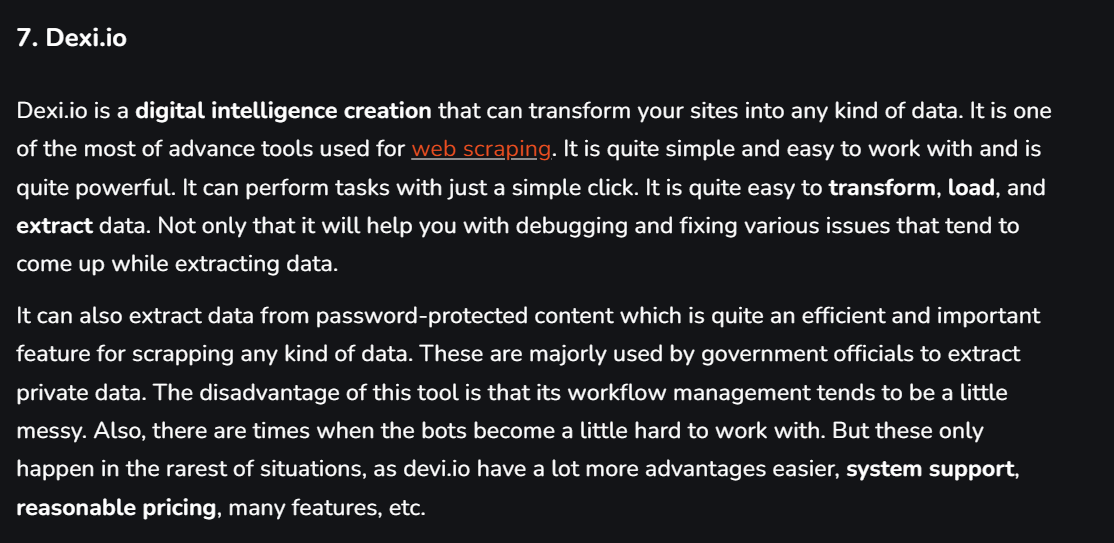 7. Dexi.io
Dexi.io is a digital intelligence creation that can transform your sites into any kind of data. It is one
of the most of advance tools used for web scraping. It is quite simple and easy to work with and is
quite powerful. It can perform tasks with just a simple click. It is quite easy to transform, load, and
extract data. Not only that it will help you with debugging and fixing various issues that tend to
come up while extracting data.
It can also extract data from password-protected content which is quite an efficient and important
feature for scrapping any kind of data. These are majorly used by government officials to extract
private data. The disadvantage of this tool is that its workflow management tends to be a little
messy. Also, there are times when the bots become a little hard to work with. But these only
happen in the rarest of situations, as devi.io have a lot more advantages easier, system support,
reasonable pricing, many features, etc.